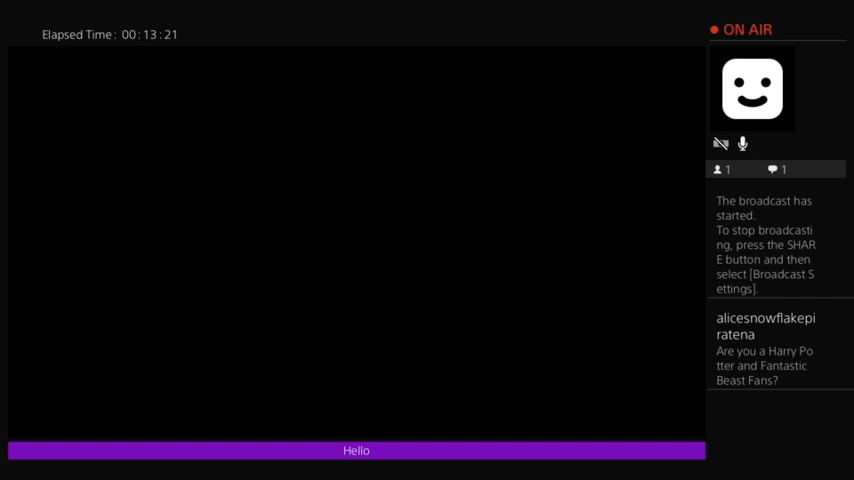 Elapsed Time: 00:13:21
ON AIR
1 1
The broadcast has
started.
To stop broadcasti
ng, press the SHAR
E button and then
select [Broadcast S
ettings].
alicesnowflakepi
ratena
Are you a Harry Po
tter and Fantastic
Beast Fans?
Hello